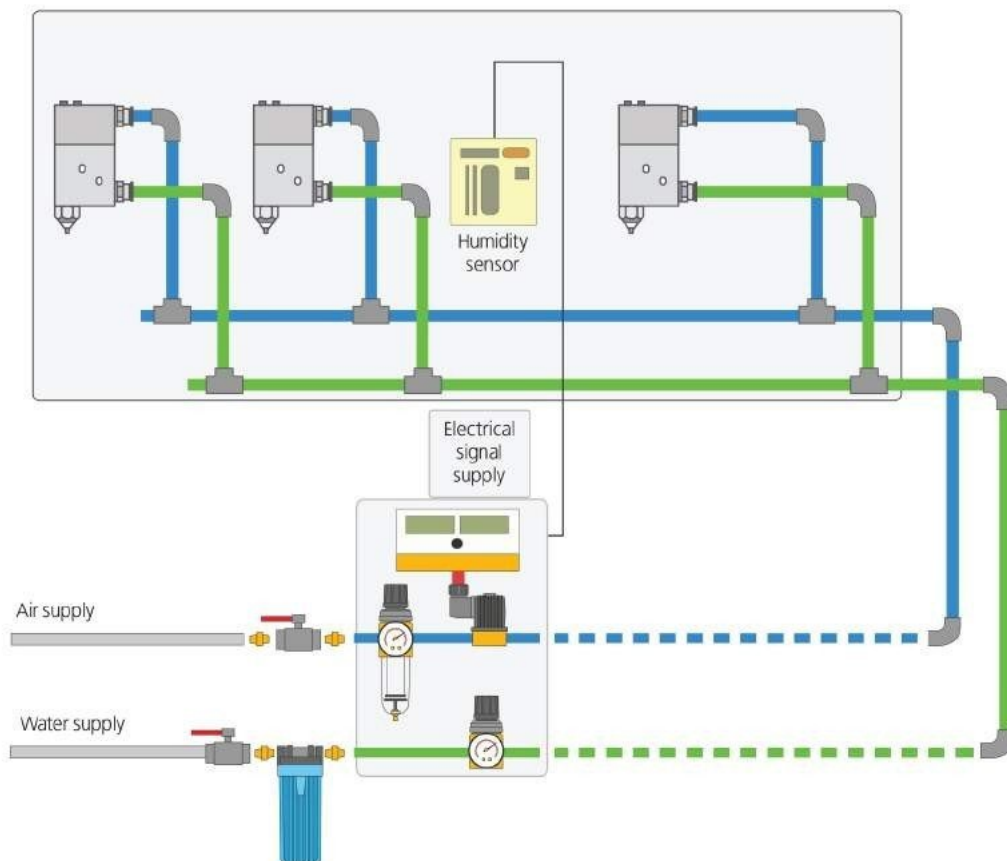 Humidity
sensor
Electrical
signal
supply
Air supply
Water supply